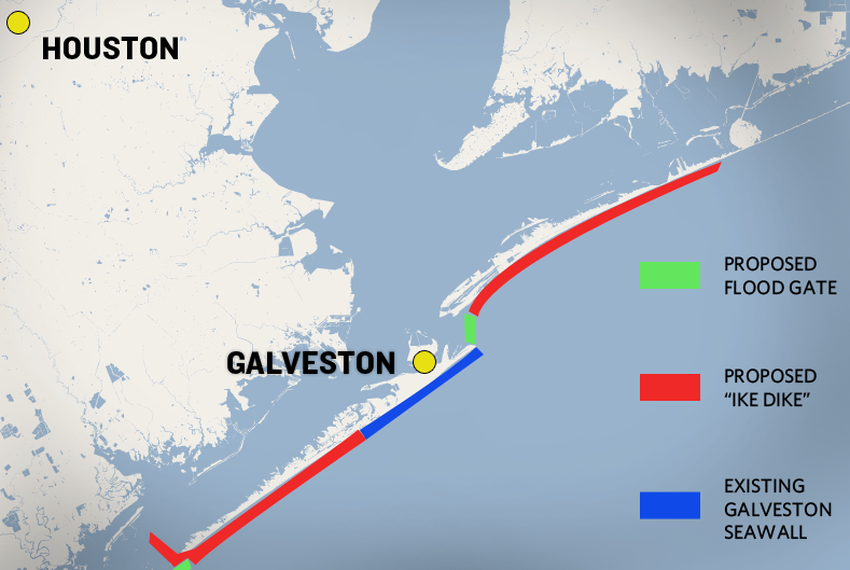 HOUSTON
PROPOSED
FLOOD GATE
GALVESTON
PROPOSED
“IKE DIKE”
EXISTING
GALVESTON
SEAWALL